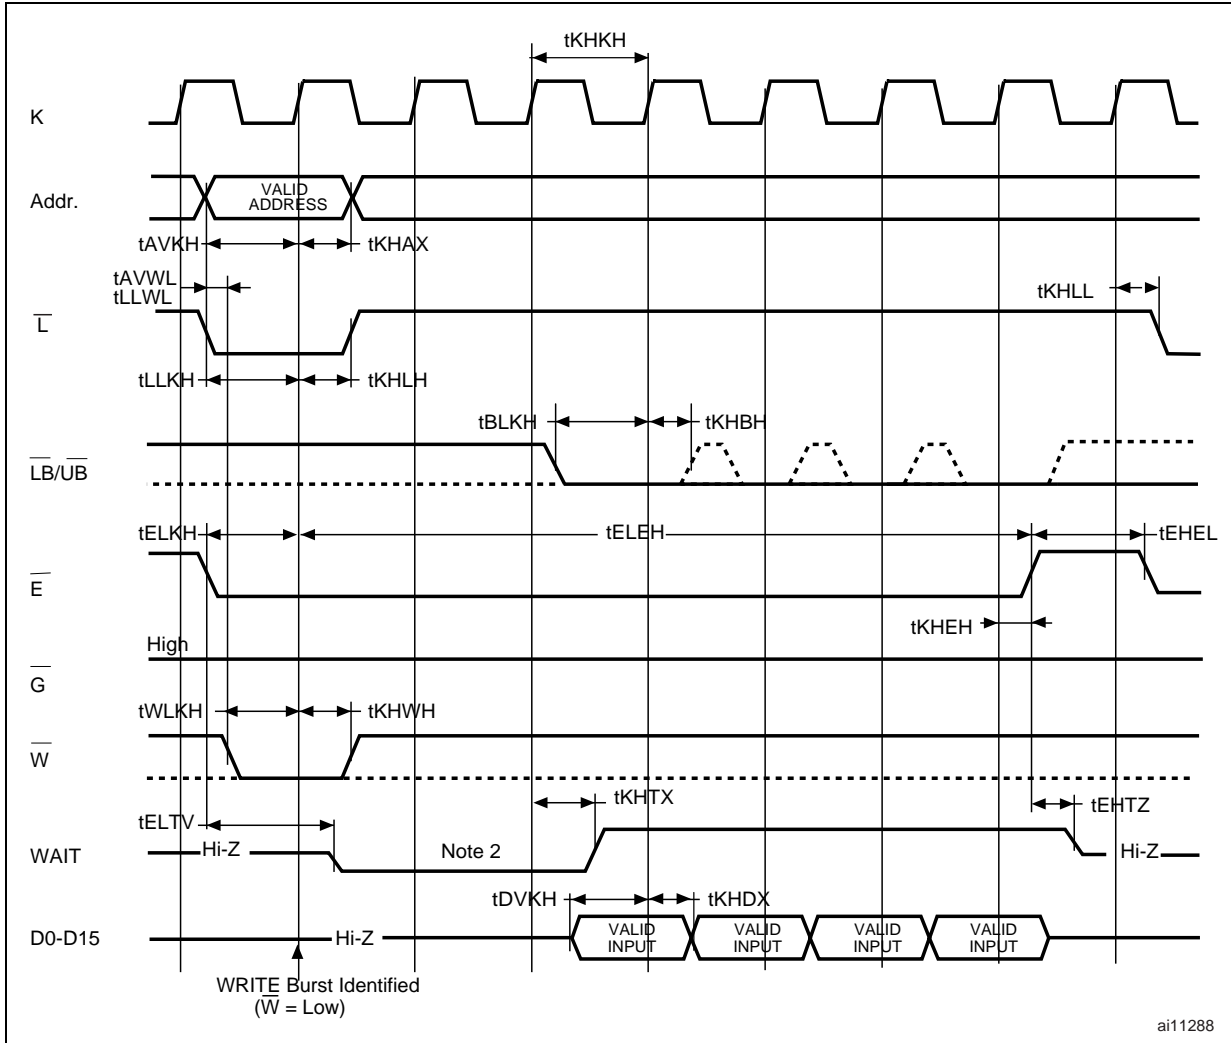 tKHKH
K
Addr.
VALID
ADDRESS
tAVKH
tKHAX
tAVWL
tLLWL
tKHLL
L
tLLKH
tKHLH
tBLKH
tKHBH
LB/UB
tELKH
tELEH
tEHEL
E
tKHEH
High
G
tWLKH
tKHWH
W
tKHTX
tEHTZ
tELTV
WAIT
Hi-Z
Note 2
Hi-Z
tDVKH
tKHDX
D0-D15
Hi-Z
VALID
INPUT
VALID
INPUT
VALID
INPUT
VALID
INPUT
WRITE Burst Identified
(W = Low)
ai11288